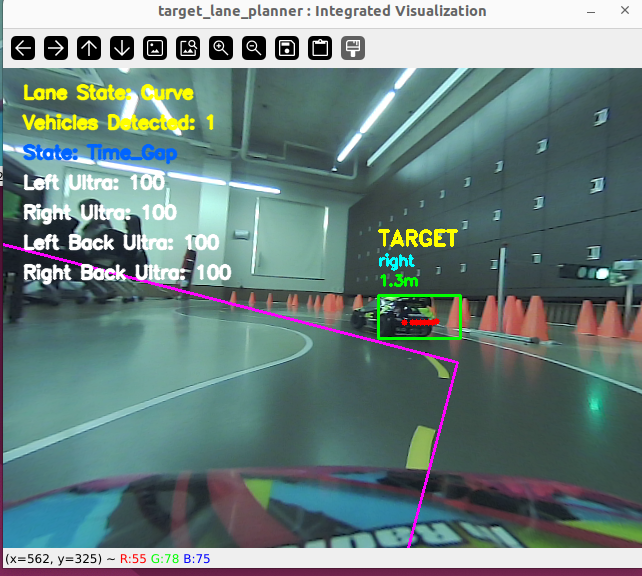 target_lane_planner : Integrated Visualization
Lane State: Curve
Vehicles Detected: 1
State: Time_Gap
Left Ultra: 100
Right Ultra: 100
Left Back Ultra: 100
Right Back Ultra: 100
TARGET
right
1.3m
(x=562, y=325) ~ R:55 G:78 B:75